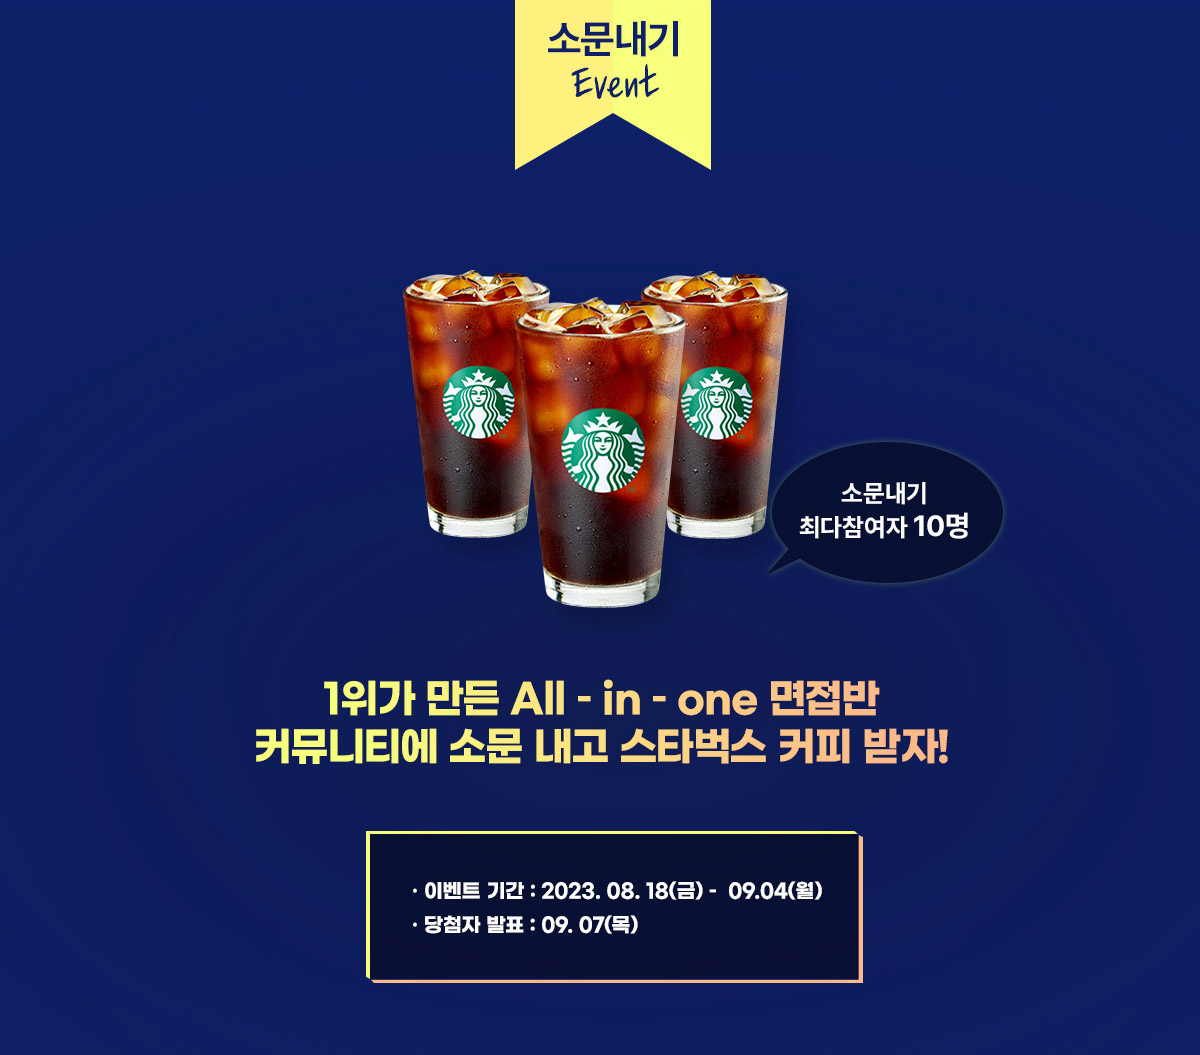 소문내기
Event
소문내기
최다참여자 10명
1위가 만든 All - in - one 면접반
커뮤니티에 소문 내고 스타벅스 커피 받자!
· 이벤트 기간 : 2023. 08. 18(금) - 09.04(월)
· 당첨자 발표 : 09. 07(목)